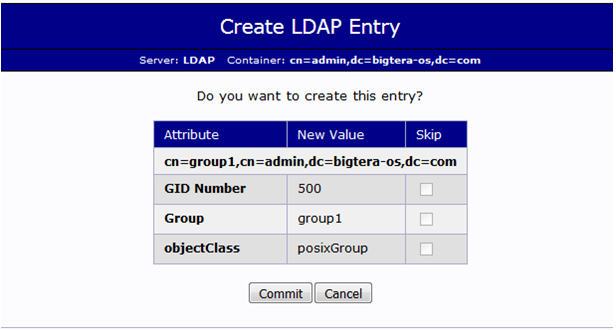 Create LDAP Entry
Server: LDAP Container: cn=admin,dc=bigtera-os,dc=com
Do you want to create this entry?
Attribute New Value Skip
cn=group1,cn=admin,dc=bigtera-os,dc=com
GID Number 500
Group group1
objectClass posixGroup
Commit Cancel